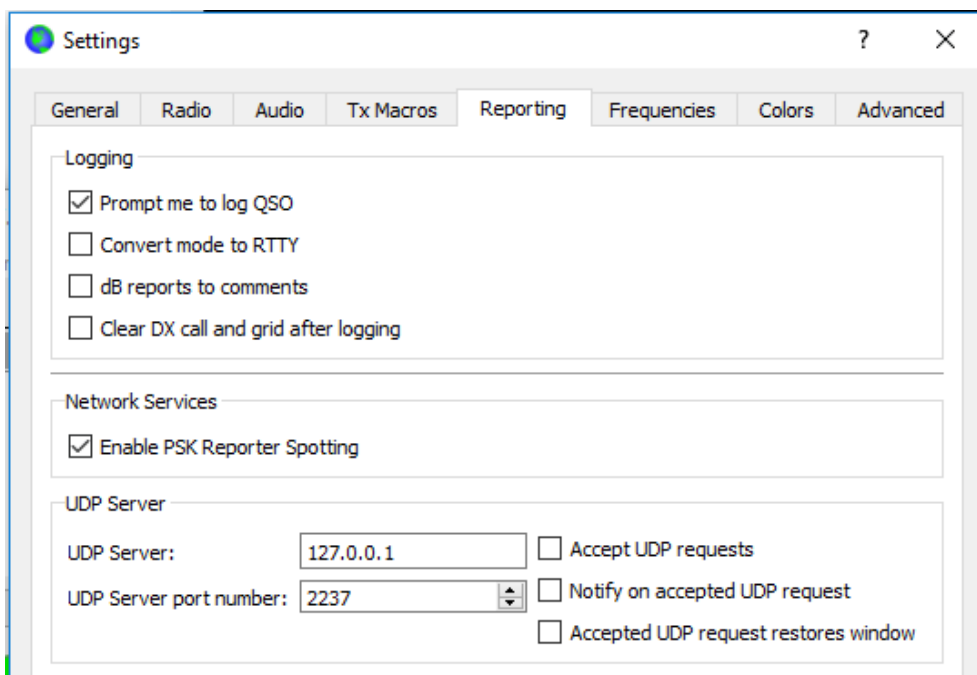 Settings
? ×
General Radio Audio Tx Macros Reporting Frequencies Colors Advanced
Logging
Prompt me to log QSO
Convert mode to RTTY
dB reports to comments
Clear DX call and grid after logging
Network Services
Enable PSK Reporter Spotting
UDP Server
UDP Server: 127.0.0.1 Accept UDP requests
UDP Server port number: 2237 Notify on accepted UDP request
Accepted UDP request restores window